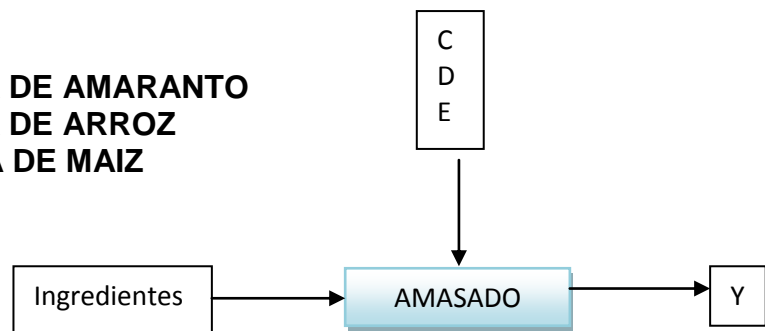 C
D
E
DE AMARANTO
DE ARROZ
A DE MAIZ
Ingredientes
AMASADO
Y